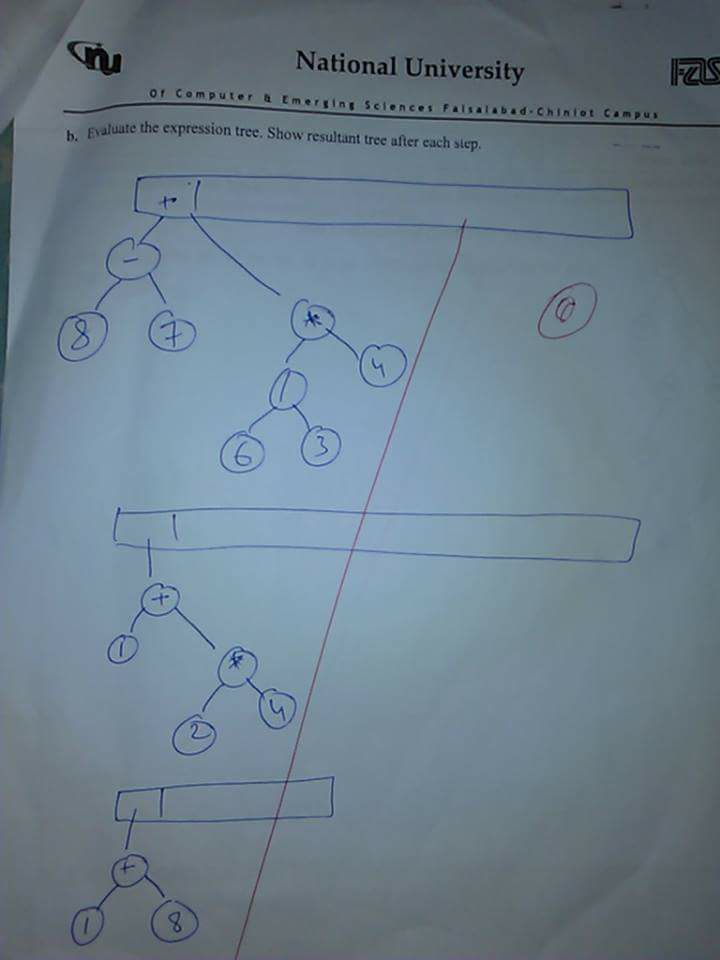 nu
National University
FAS
Of Computer & Emerging Sciences Faisalabad-Chiniot Campus
b. Evaluate the expression tree. Show resultant tree after each step.
+
-
8 7
*
/ 4
6 3
0
+
1
*
2 4
+
1 8